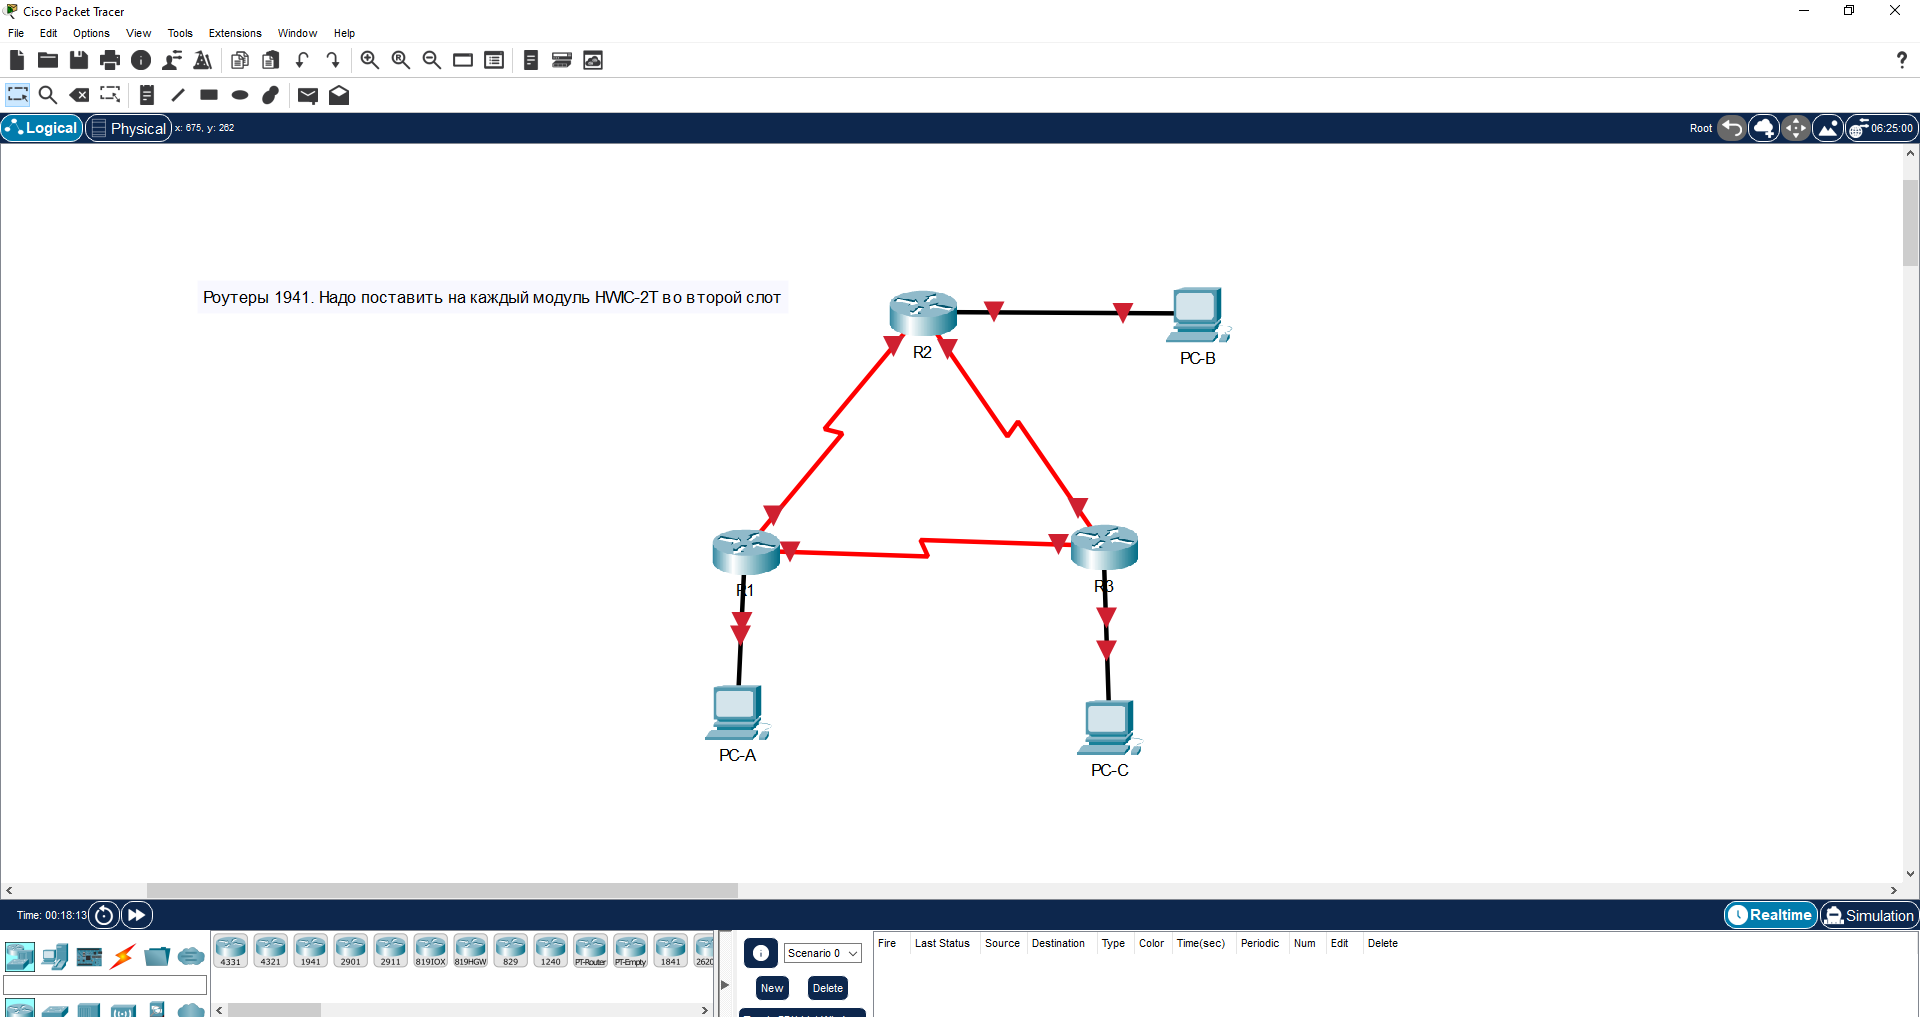 Cisco Packet Tracer
File Edit Options View Tools Extensions Window Help
?
Logical Physical x: 675, y: 262 Root 06:25:00
Роутеры 1941. Надо поставить на каждый модуль HWIC-2T во второй слот
R2
PC-B
R1
R3
PC-A
PC-C
Time: 00:18:13 Realtime Simulation
4331 4321 1941 2901 2911 819IOX 819HGW 829 1240 PT-Router PT-Empty 1841
Scenario 0
New Delete
Fire Last Status Source Destination Type Color Time(sec) Periodic Num Edit Delete